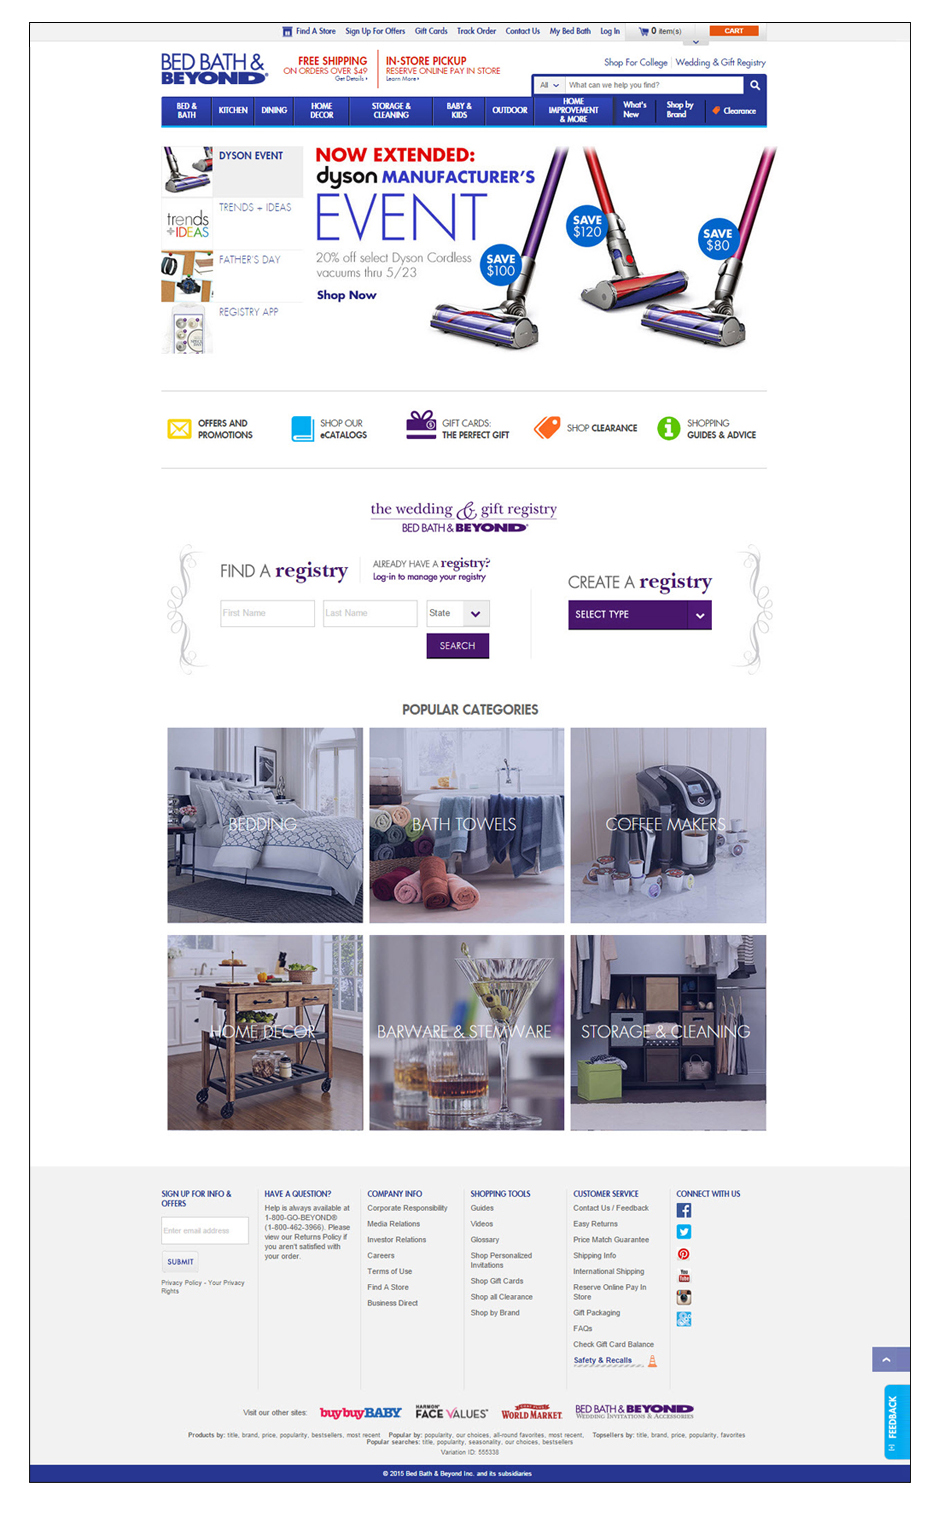 Find A Store Sign Up For Offers Gift Cards Track Order Contact Us My Bed Bath Log In 0 item(s) CART
BED BATH &
BEYOND®
FREE SHIPPING
ON ORDERS OVER $49
Get Details
IN-STORE PICKUP
RESERVE ONLINE PAY IN STORE
Learn More
Shop For College Wedding & Gift Registry
All What can we help you find?
BED & BATH
KITCHEN
DINING
HOME DECOR
STORAGE & CLEANING
BABY & KIDS
OUTDOOR
HOME IMPROVEMENT & MORE
What's New
Shop by Brand
Clearance
DYSON EVENT
trends +IDEAS
TRENDS + IDEAS
FATHER'S DAY
REGISTRY APP
NOW EXTENDED:
dyson MANUFACTURER'S
EVENT
20% off select Dyson Cordless
vacuums thru 5/23
Shop Now
SAVE $100
SAVE $120
SAVE $80
OFFERS AND
PROMOTIONS
SHOP OUR
eCATALOGS
GIFT CARDS:
THE PERFECT GIFT
SHOP CLEARANCE
SHOPPING
GUIDES & ADVICE
the wedding & gift registry
BED BATH & BEYOND®
FIND A registry
ALREADY HAVE A registry?
Log-in to manage your registry
First Name Last Name State
SEARCH
CREATE A registry
SELECT TYPE
POPULAR CATEGORIES
BEDDING
BATH TOWELS
COFFEE MAKERS
HOME DECOR
BARWARE & STEMWARE
STORAGE & CLEANING
SIGN UP FOR INFO &
OFFERS
Enter email address
SUBMIT
Privacy Policy - Your Privacy
Rights
HAVE A QUESTION?
Help is always available at
1-800-GO-BEYOND®
(1-800-462-3966). Please
view our Returns Policy if
you aren't satisfied with
your order.
COMPANY INFO
Corporate Responsibility
Media Relations
Investor Relations
Careers
Terms of Use
Find A Store
Business Direct
SHOPPING TOOLS
Guides
Videos
Glossary
Shop Personalized
Invitations
Shop Gift Cards
Shop all Clearance
Shop by Brand
CUSTOMER SERVICE
Contact Us / Feedback
Easy Returns
Price Match Guarantee
Shipping Info
International Shipping
Reserve Online Pay In
Store
Gift Packaging
FAQs
Check Gift Card Balance
Safety & Recalls
CONNECT WITH US
You Tube
[+] FEEDBACK
Visit our other sites:
buybuyBABY
HARMON®
FACE VALUES®
WORLD MARKET
BED BATH & BEYOND
WEDDING INVITATIONS & ACCESSORIES
Products by: title, brand, price, popularity, bestsellers, most recent Popular by: popularity, our choices, all-round favorites, most recent, Topsellers by: title, brand, price, popularity, favorites
Popular searches: title, popularity, seasonality, our choices, bestsellers
Variation ID: 555338
© 2015 Bed Bath & Beyond Inc. and its subsidiaries